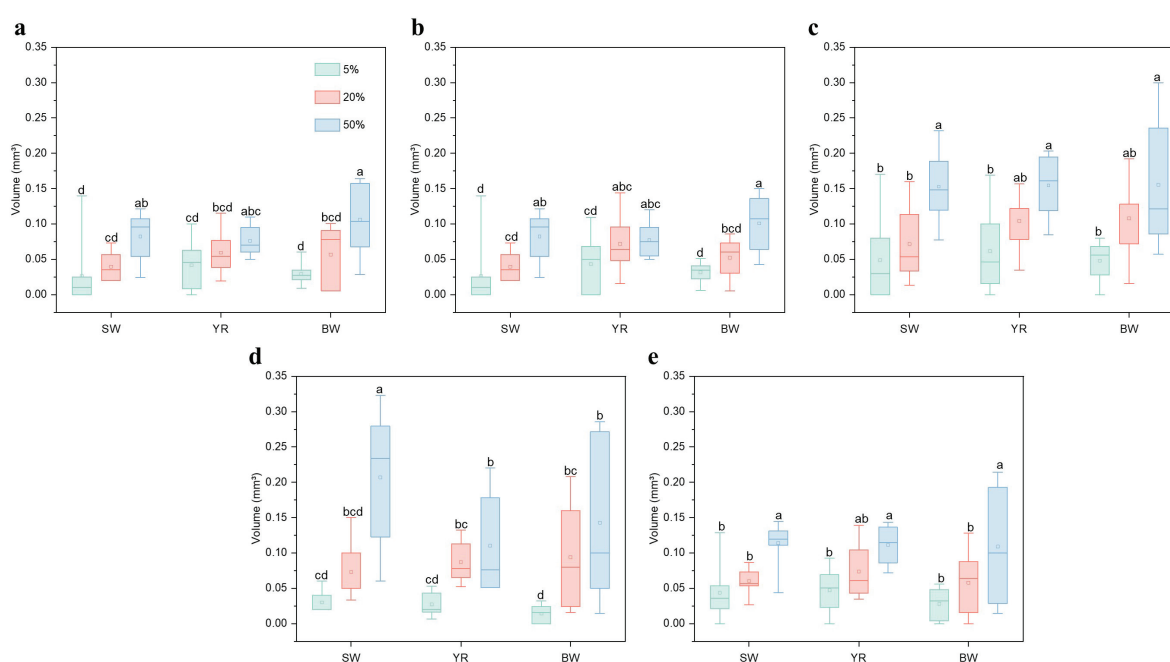 a
0.35
0.30
0.25
0.20
0.15
0.10
0.05
0.00
Volume (mm³)
5%
20%
50%
d
cd
ab
cd
bcd
abc
d
bcd
a
SW YR BW
b
0.35
0.30
0.25
0.20
0.15
0.10
0.05
0.00
Volume (mm³)
d
cd
ab
cd
abc
abc
d
bcd
a
SW YR BW
c
0.35
0.30
0.25
0.20
0.15
0.10
0.05
0.00
Volume (mm³)
b
b
a
b
ab
a
b
ab
a
SW YR BW
d
0.35
0.30
0.25
0.20
0.15
0.10
0.05
0.00
Volume (mm³)
cd
bcd
a
cd
bc
b
d
bc
b
SW YR BW
e
0.35
0.30
0.25
0.20
0.15
0.10
0.05
0.00
Volume (mm³)
b
b
a
b
ab
a
b
b
a
SW YR BW